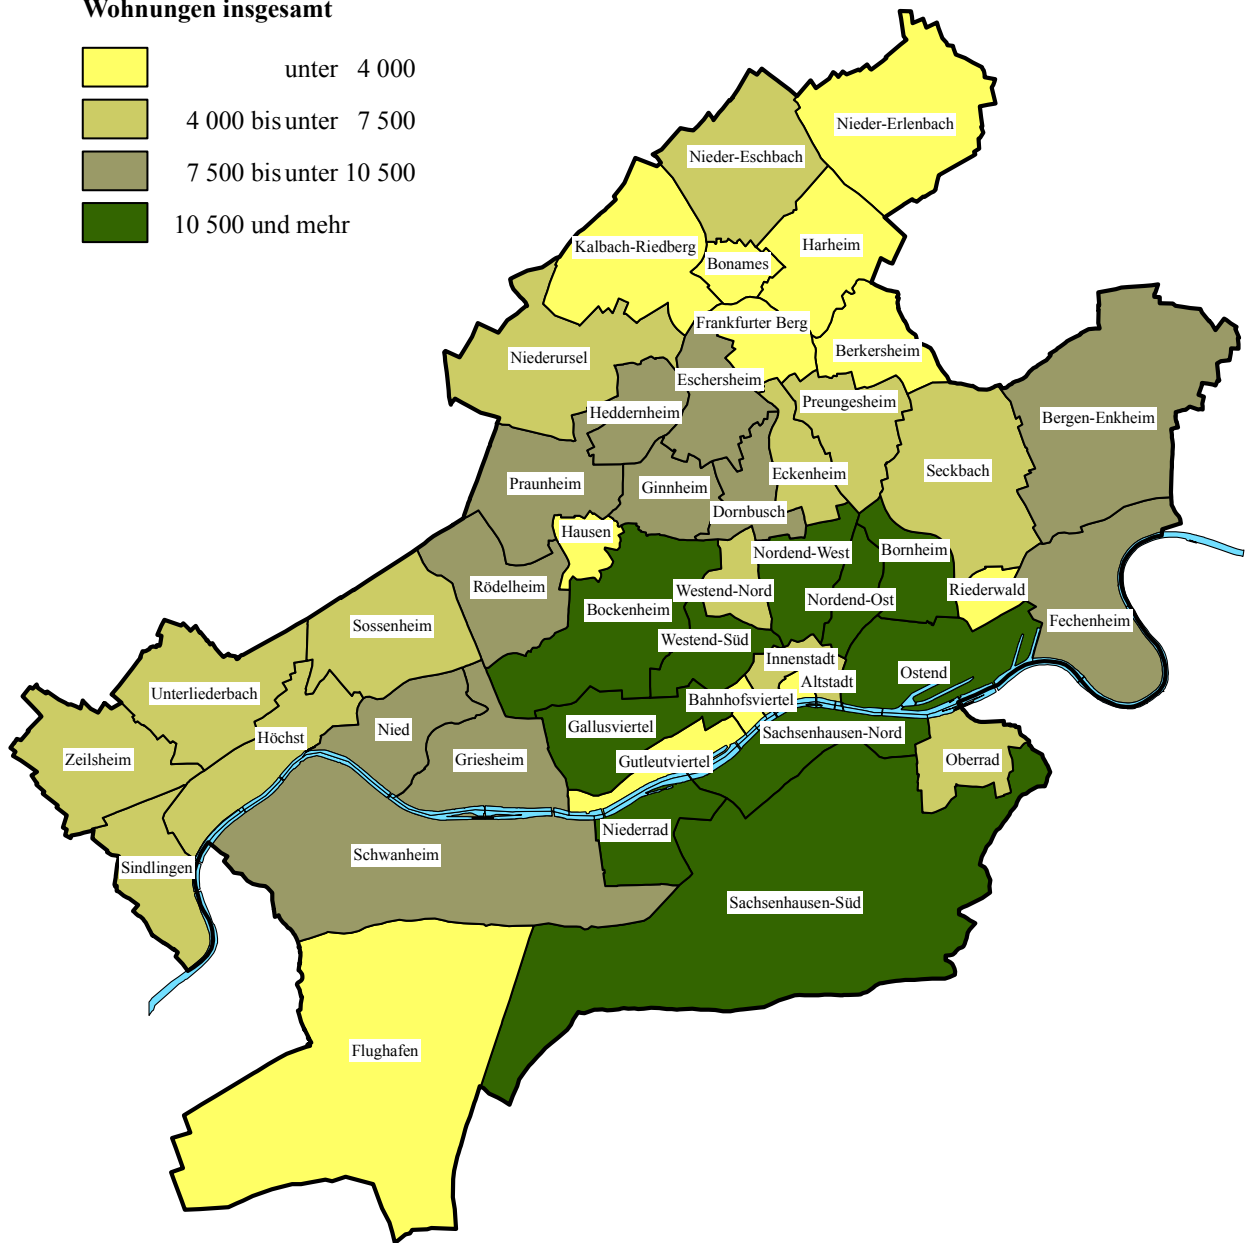 Wohnungen insgesamt
unter 4 000
4 000 bis unter 7 500
7 500 bis unter 10 500
10 500 und mehr
Nieder-Erlenbach
Nieder-Eschbach
Kalbach-Riedberg
Harheim
Bonames
Frankfurter Berg
Berkersheim
Niederursel
Eschersheim
Preungesheim
Heddernheim
Bergen-Enkheim
Seckbach
Eckenheim
Praunheim
Ginnheim
Dornbusch
Hausen
Nordend-West
Bornheim
Rödelheim
Westend-Nord
Riederwald
Bockenheim
Nordend-Ost
Fechenheim
Sossenheim
Westend-Süd
Innenstadt
Ostend
Altstadt
Unterliederbach
Bahnhofsviertel
Gallusviertel
Nied
Sachsenhausen-Nord
Höchst
Zeilsheim
Griesheim
Gutleutviertel
Oberrad
Niederrad
Schwanheim
Sindlingen
Sachsenhausen-Süd
Flughafen